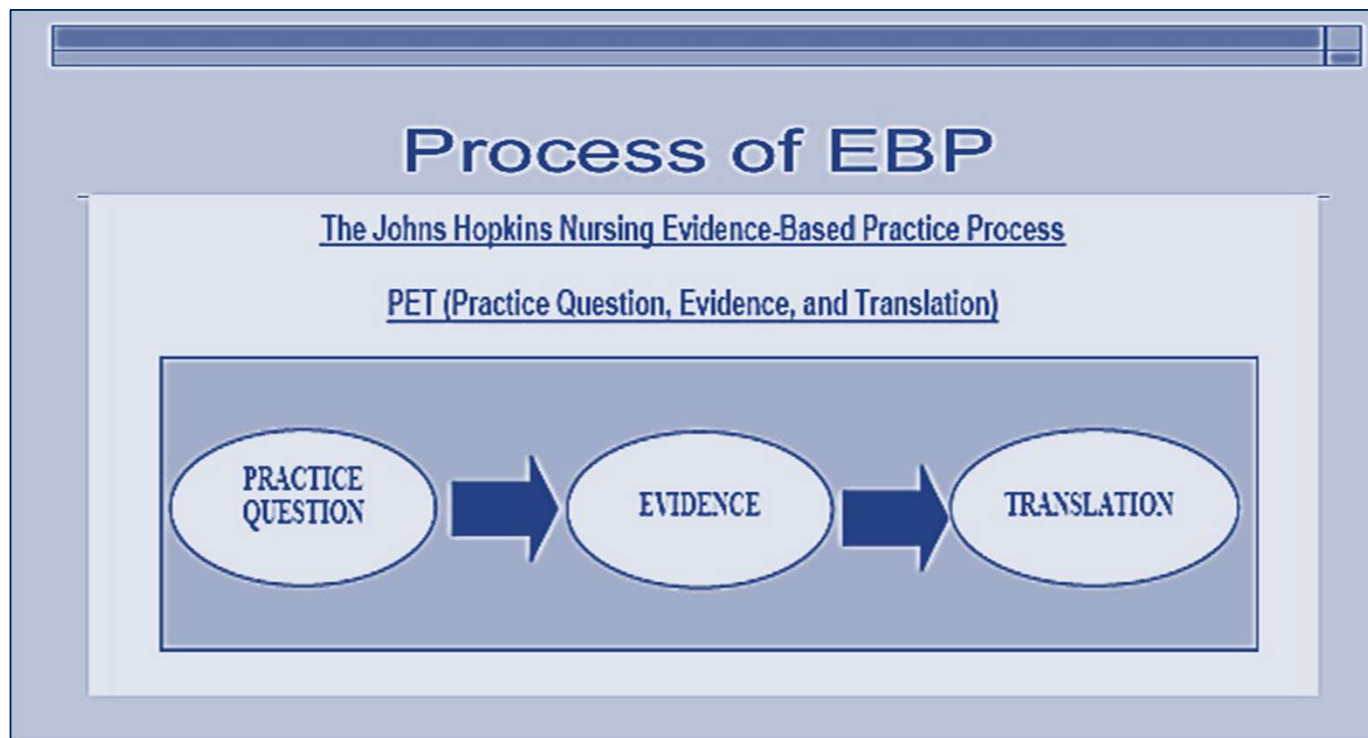 Process of EBP
The Johns Hopkins Nursing Evidence-Based Practice Process
PET (Practice Question, Evidence, and Translation)
PRACTICE
QUESTION
EVIDENCE
TRANSLATION